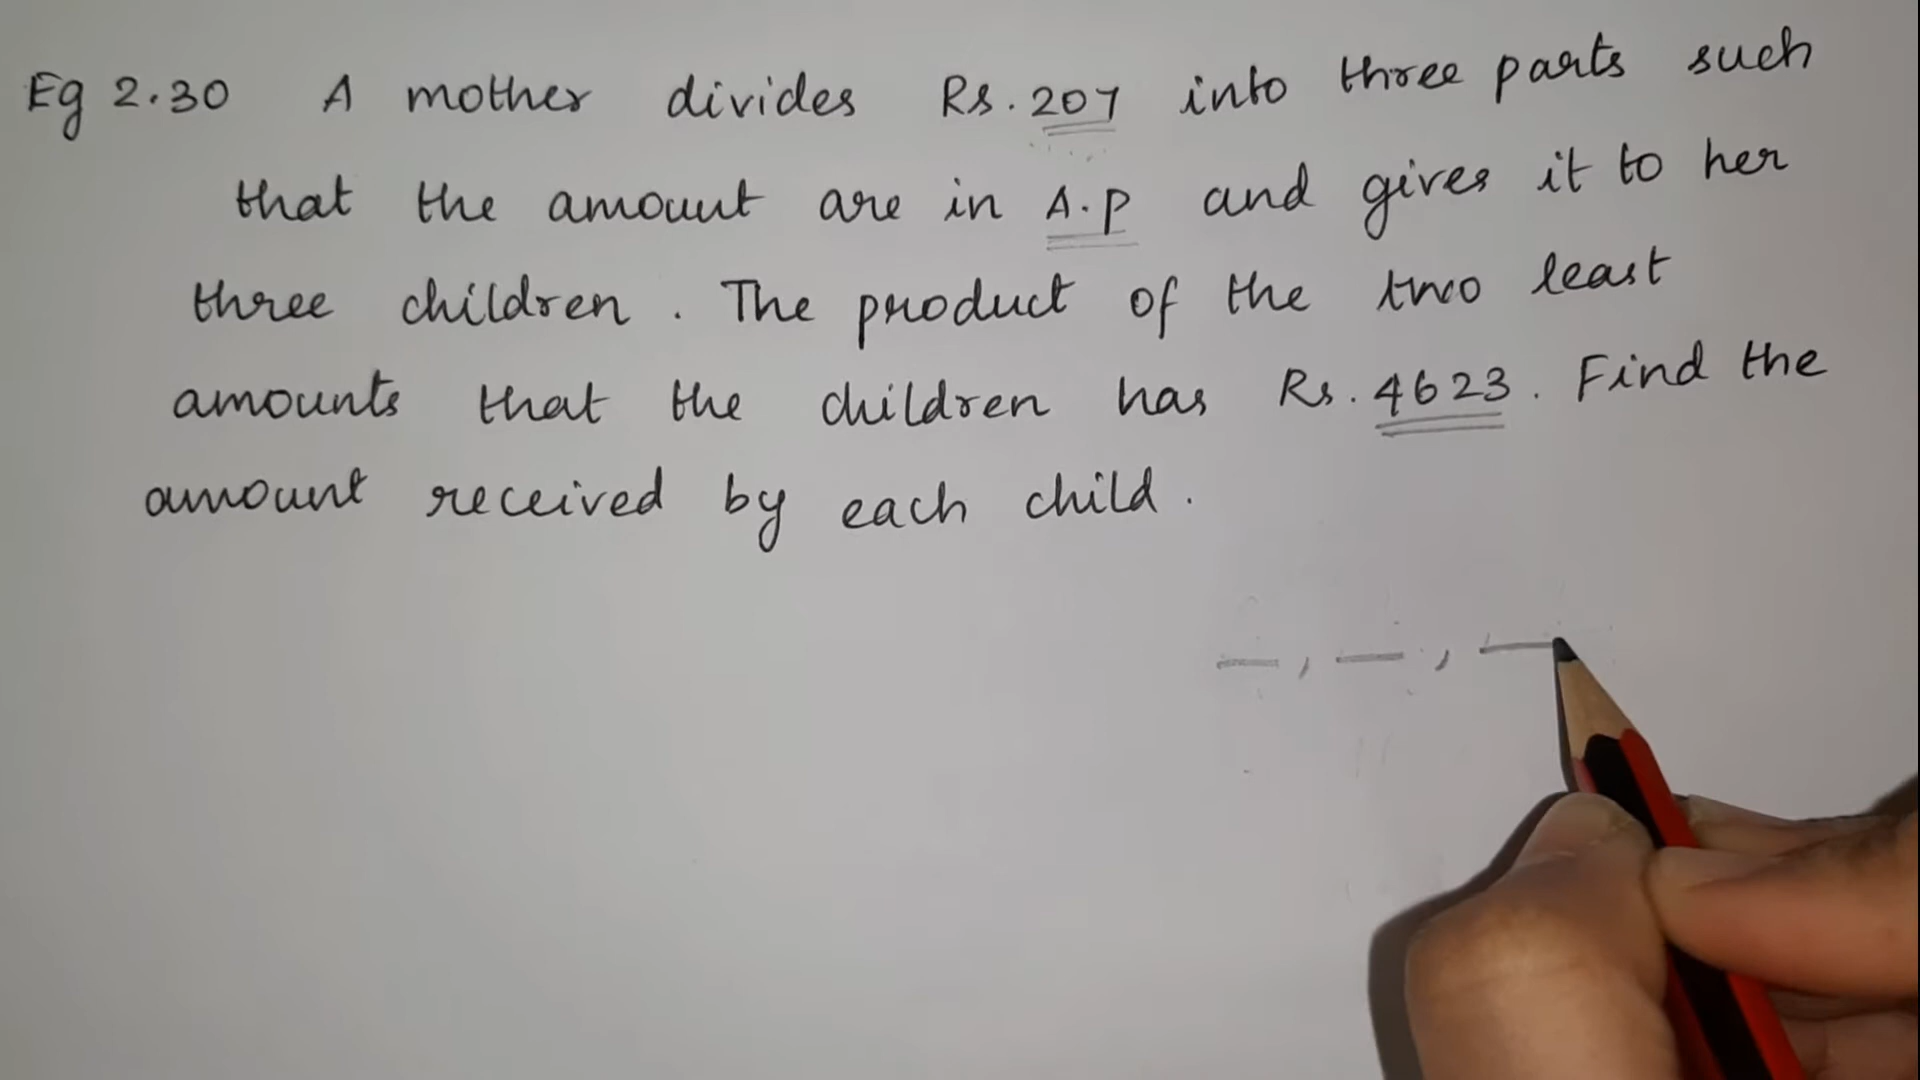 Eg 2.30 A mother divides Rs. 207 into three parts such
that the amount are in A.P and gives it to her
three children. The product of the two least
amounts that the children has Rs. 4623. Find the
amount received by each child.
—, —, —